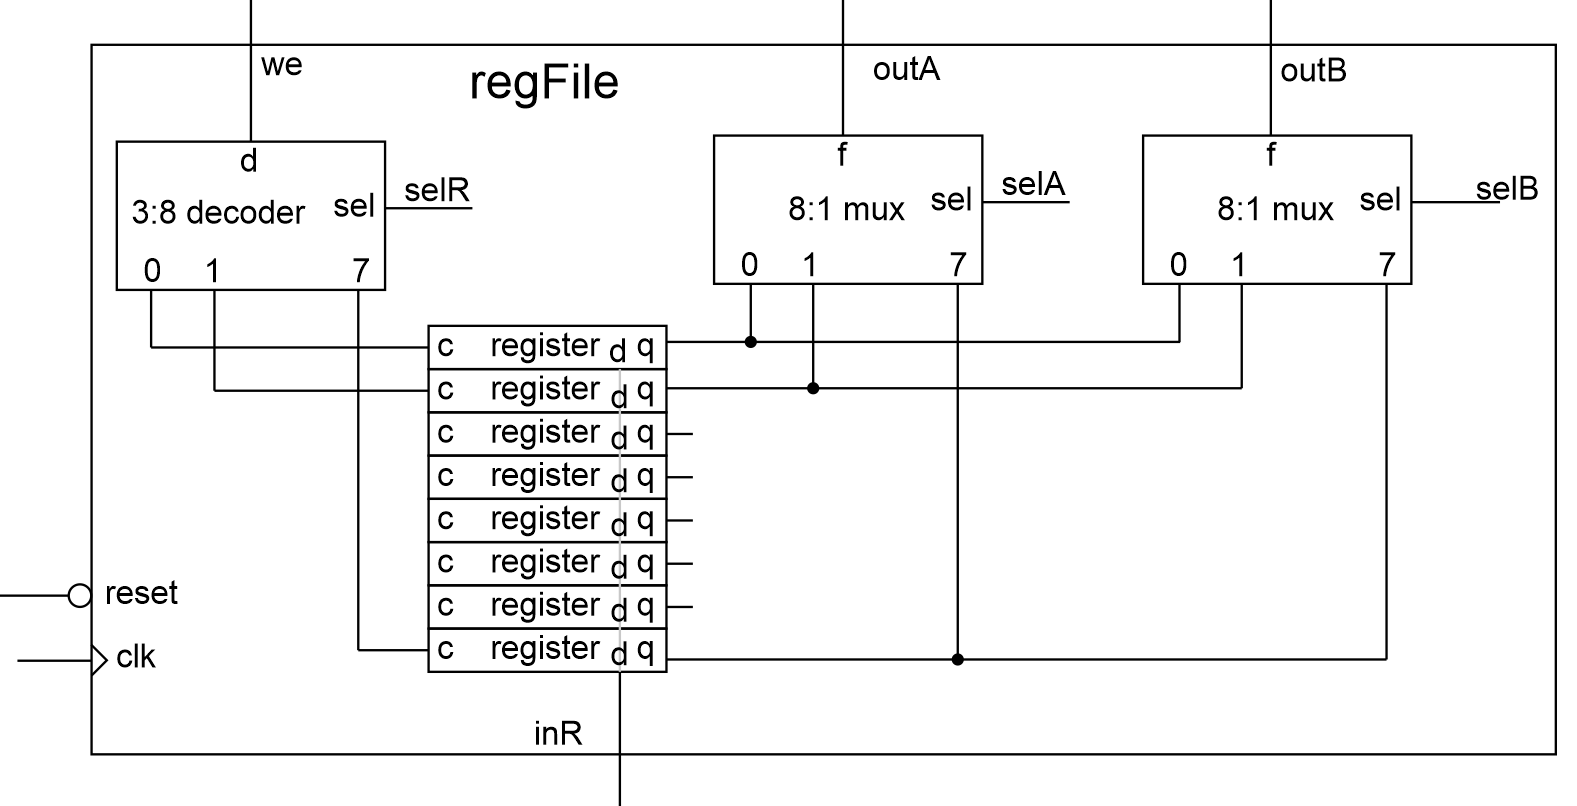 we
regFile
outA
outB
d
3:8 decoder
sel
selR
0 1 7
f
8:1 mux
sel
selA
0 1 7
f
8:1 mux
sel
selB
0 1 7
c register d q
c register d q
c register d q
c register d q
c register d q
c register d q
c register d q
c register d q
reset
clk
inR